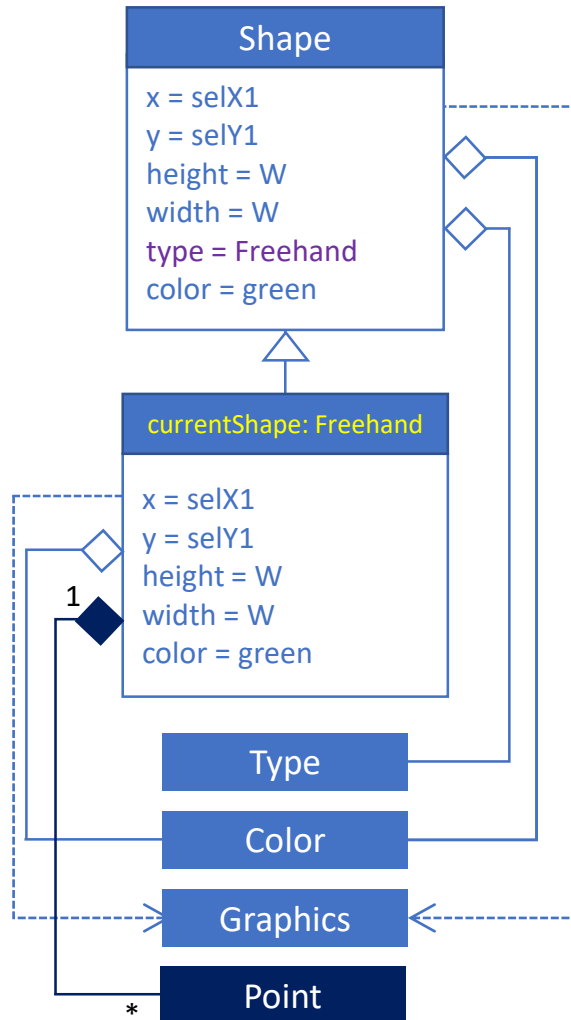 Shape
x = selX1
y = selY1
height = W
width = W
type = Freehand
color = green
currentShape: Freehand
x = selX1
y = selY1
height = W
width = W
color = green
1
Type
Color
Graphics
Point
*